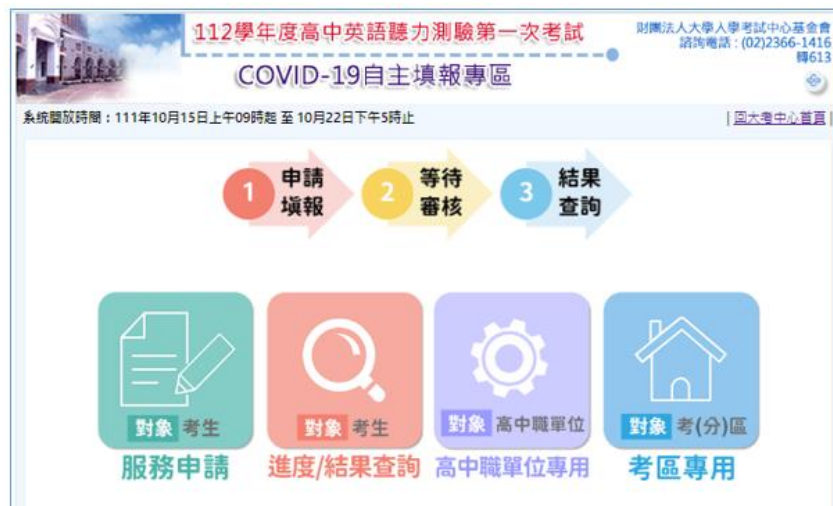 112學年度高中英語聽力測驗第一次考試
COVID-19自主填報專區
財團法人大學入學考試中心基金會
諮詢電話:(02)2366-1416
轉613
系統開放時間:111年10月15日上午09時起 至 10月22日下午5時止
|回大考中心首頁|
1 申請
填報
2 等待
審核
3 結果
查詢
對象 考生
服務申請
對象 考生
進度/結果查詢
對象 高中職單位
高中職單位專用
對象 考(分)區
考區專用